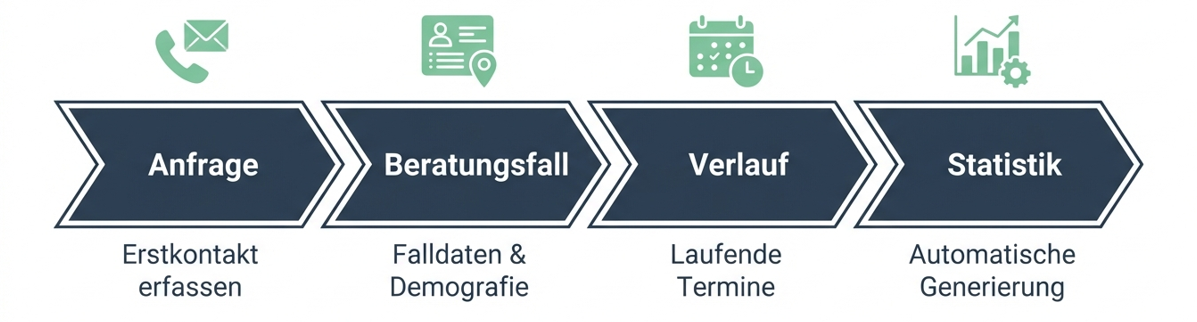 Anfrage
Beratungsfall
Verlauf
Statistik
Erstkontakt
erfassen
Falldaten &
Demografie
Laufende
Termine
Automatische
Generierung